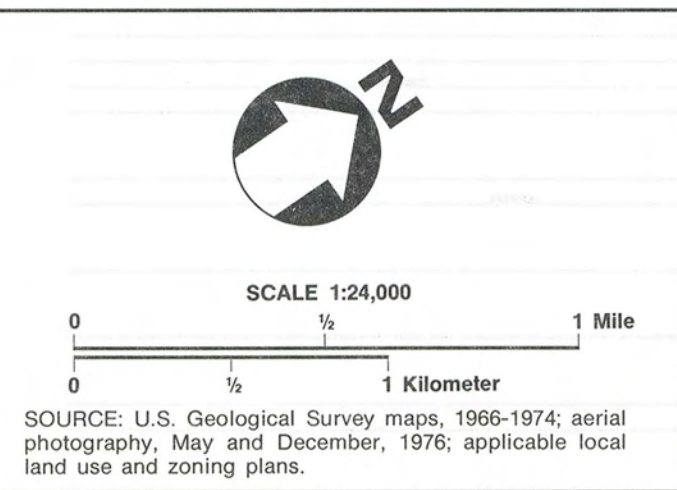 N
SCALE 1:24,000
0 ½ 1 Mile
0 ½ 1 Kilometer
SOURCE: U.S. Geological Survey maps, 1966-1974; aerial
photography, May and December, 1976; applicable local
land use and zoning plans.